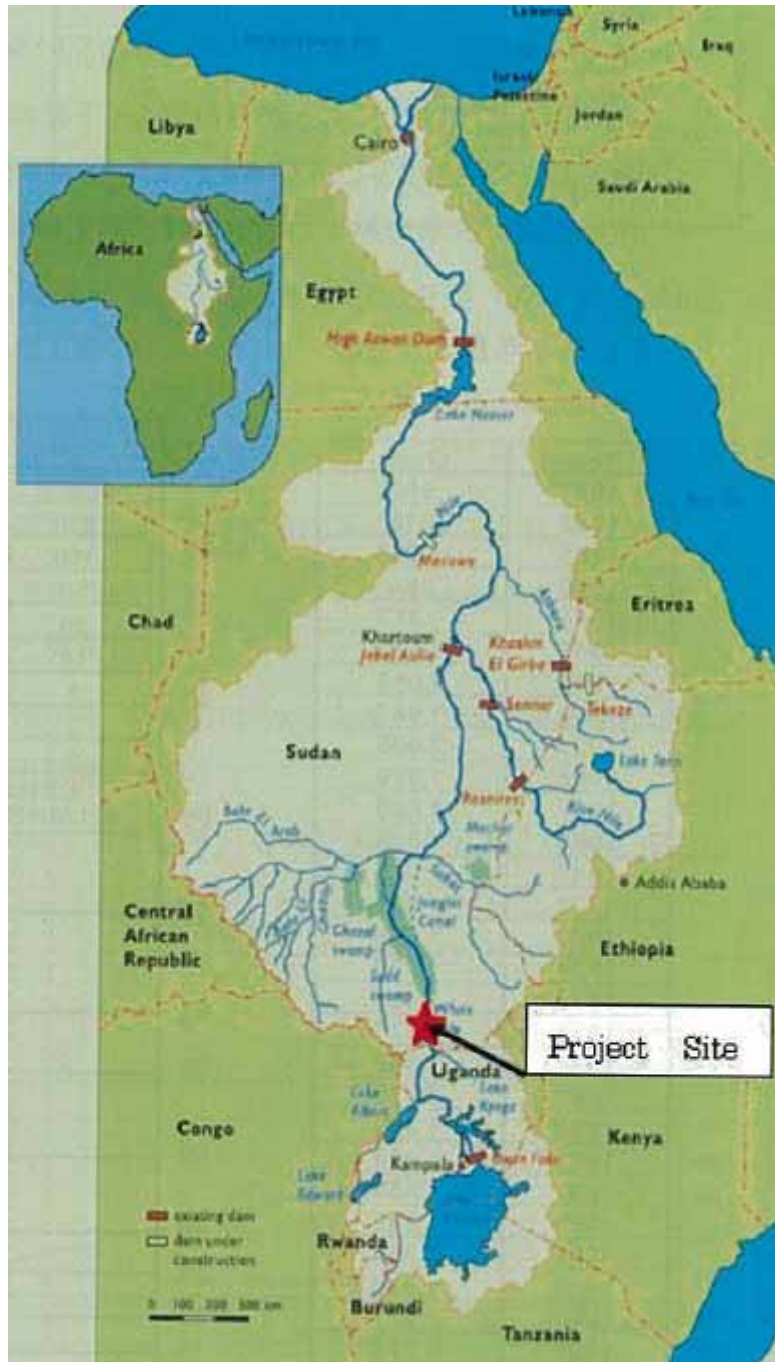 Lebanon
Syria
Iraq
Israel
Palestine
Jordan
Libya
Cairo
Saudi Arabia
Africa
Egypt
High Aswan Dam
Lake Nasser
Nile
Merowe
Atbara
Eritrea
Chad
Khartoum
Jebel Aulia
Khashm
El Girba
Tekeze
Sennar
Sudan
Lake Tana
Roseires
Blue Nile
Bahr el
Arab
Machar
swamp
Sobat
Jonglei
Canal
Addis Ababa
Central
African
Republic
Ghazal
swamp
Sudd
swamp
Ethiopia
White
Project Site
Uganda
Lake
Albert
Lake
Kyoga
Congo
Kenya
Kampala
Owen Falls
Lake
Edward
existing dam
dam under
construction
Rwanda
0 100 200 500 km
Burundi
Tanzania